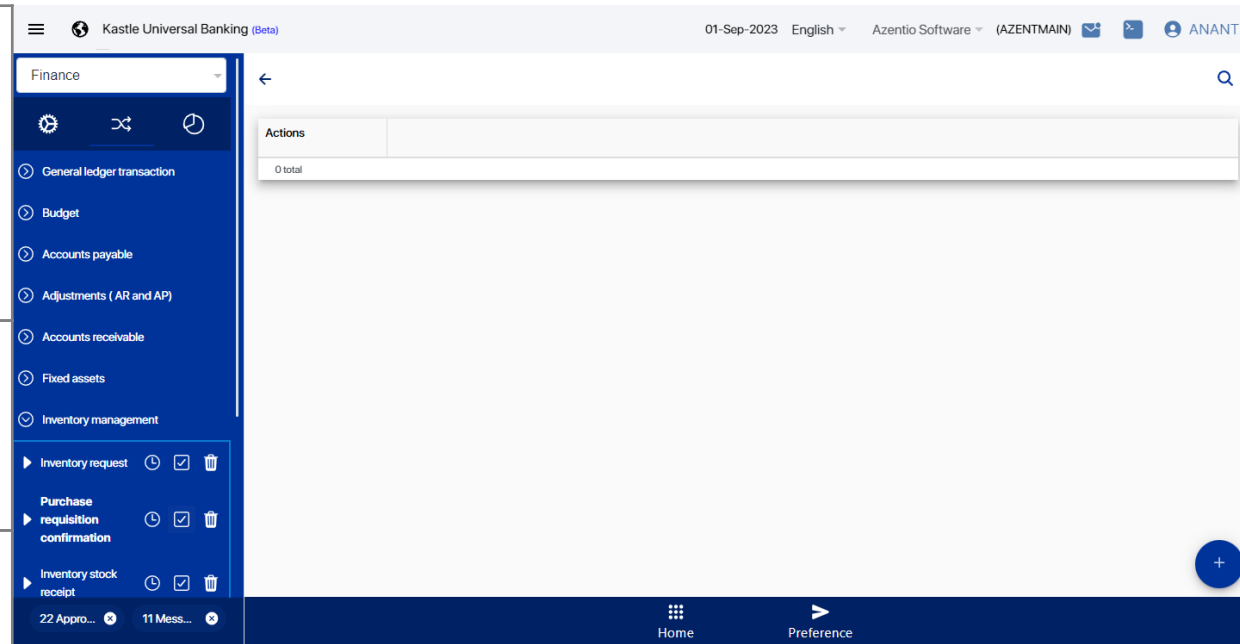 Kastle Universal Banking (Beta)
01-Sep-2023 English Azentio Software (AZENTMAIN) ANANT
Finance
General ledger transaction
Budget
Accounts payable
Adjustments ( AR and AP)
Accounts receivable
Fixed assets
Inventory management
Inventory request
Purchase
requisition
confirmation
Inventory stock
receipt
22 Appro...
11 Mess...
Actions
0 total
Home
Preference